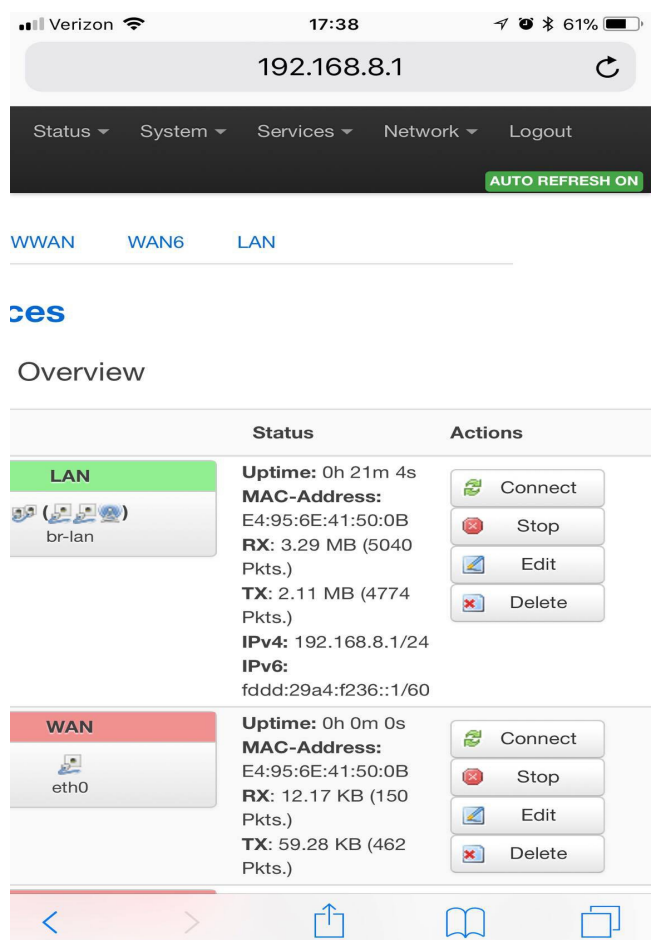 Verizon 17:38 61%
192.168.8.1
Status System Services Network Logout
AUTO REFRESH ON
WWAN WAN6 LAN
ces
Overview
Status Actions
LAN
br-lan
Uptime: 0h 21m 4s
MAC-Address:
E4:95:6E:41:50:0B
RX: 3.29 MB (5040
Pkts.)
TX: 2.11 MB (4774
Pkts.)
IPv4: 192.168.8.1/24
IPv6:
fddd:29a4:f236::1/60
Connect
Stop
Edit
Delete
WAN
eth0
Uptime: 0h 0m 0s
MAC-Address:
E4:95:6E:41:50:0B
RX: 12.17 KB (150
Pkts.)
TX: 59.28 KB (462
Pkts.)
Connect
Stop
Edit
Delete